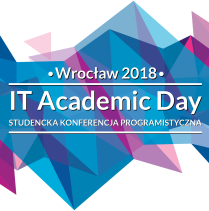 •Wrocław 2018•
IT Academic Day
STUDENCKA KONFERENCJA PROGRAMISTYCZNA